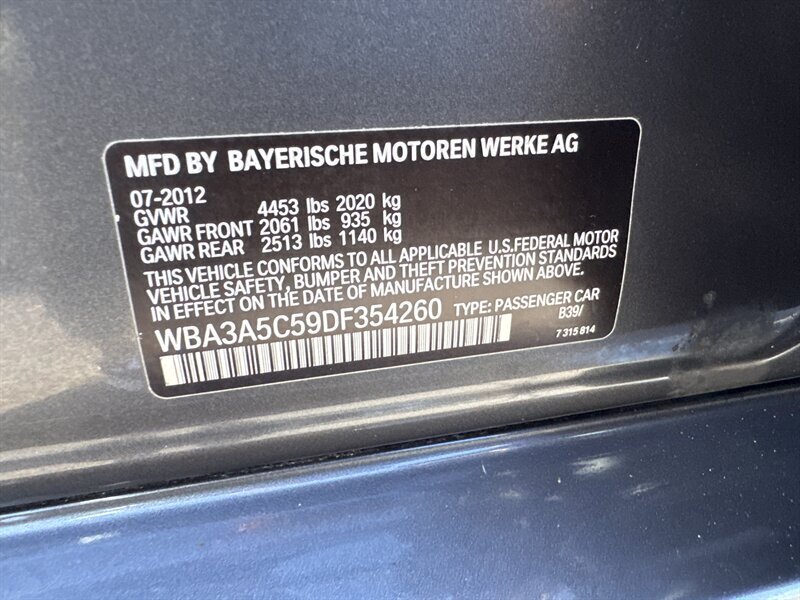 MFD BY BAYERISCHE MOTOREN WERKE AG
07-2012
GVWR 4453 lbs 2020 kg
GAWR FRONT 2061 lbs 935 kg
GAWR REAR 2513 lbs 1140 kg
THIS VEHICLE CONFORMS TO ALL APPLICABLE U.S.FEDERAL MOTOR
VEHICLE SAFETY, BUMPER AND THEFT PREVENTION STANDARDS
IN EFFECT ON THE DATE OF MANUFACTURE SHOWN ABOVE.
WBA3A5C59DF354260 TYPE: PASSENGER CAR
B39/
7 315 814